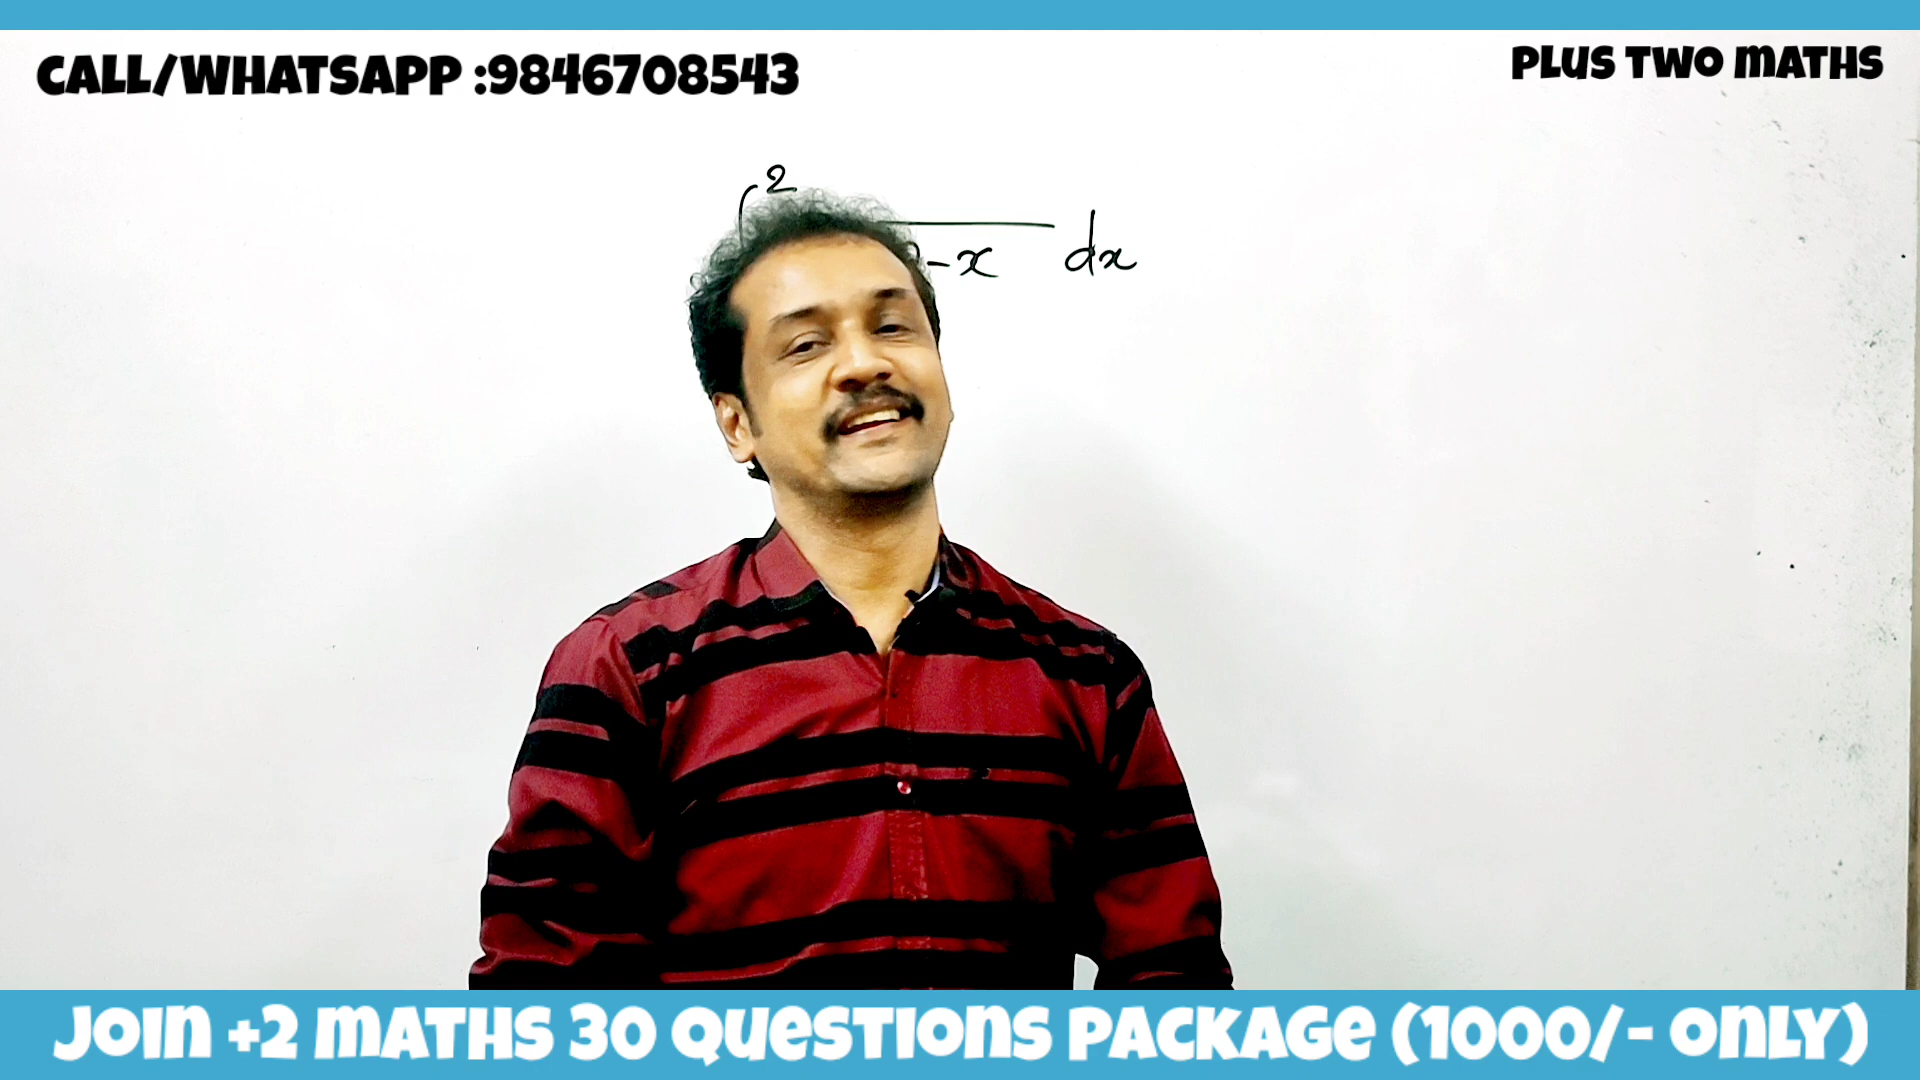 CALL/WHATSAPP :9846708543
PLUS TWO MATHS
∫²
-x dx
JOIN +2 MATHS 30 QUESTIONS PACKAGE (1000/- ONLY)